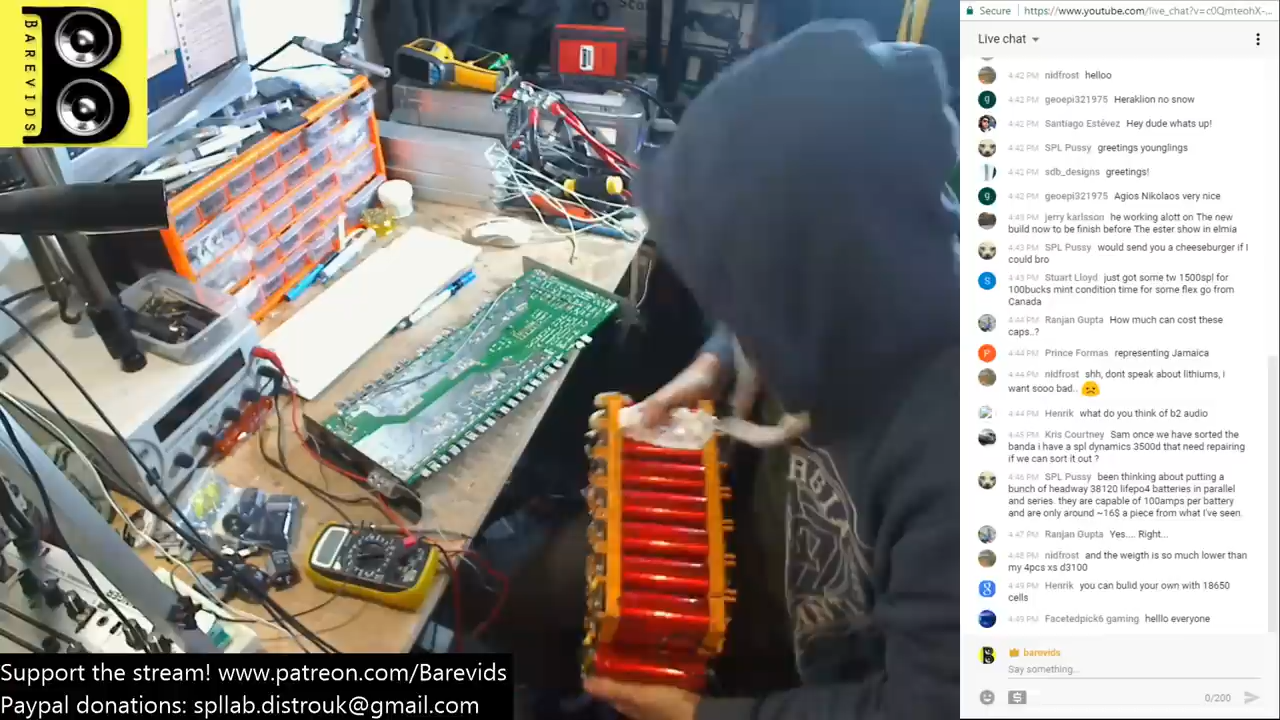 BAREVIDS
Secure https://www.youtube.com/live_chat?v=c0QmteohX-...
Live chat
4:42 PM nidfrost helloo
4:42 PM geoepi321975 Heraklion no snow
4:42 PM Santiago Estévez Hey dude whats up!
4:42 PM SPL Pussy greetings younglings
4:42 PM sdb_designs greetings!
4:42 PM geoepi321975 Agios Nikolaos very nice
4:43 PM jerry karlsson he working alott on The new
build now to be finish before The ester show in elmia
4:43 PM SPL Pussy would send you a cheeseburger if I
could bro
4:43 PM Stuart Lloyd just got some tw 1500spl for
100bucks mint condition time for some flex go from
Canada
4:44 PM Ranjan Gupta How much can cost these
caps..?
4:44 PM Prince Formas representing Jamaica
4:44 PM nidfrost shh, dont speak about lithiums, i
want sooo bad..
4:44 PM Henrik what do you think of b2 audio
4:45 PM Kris Courtney Sam once we have sorted the
banda i have a spl dynamics 3500d that need repairing
if we can sort it out ?
4:46 PM SPL Pussy been thinking about putting a
bunch of headway 38120 lifepo4 batteries in parallel
and series. they are capable of 100amps per battery
and are only around ~16$ a piece from what I've seen.
4:47 PM Ranjan Gupta Yes.... Right...
4:48 PM nidfrost and the weigth is so much lower than
my 4pcs xs d3100
4:49 PM Henrik you can bulid your own with 18650
cells
4:49 PM Facetedpick6 gaming helllo everyone
barevids
Say something...
0/200
Support the stream! www.patreon.com/Barevids
Paypal donations: spllab.distrouk@gmail.com